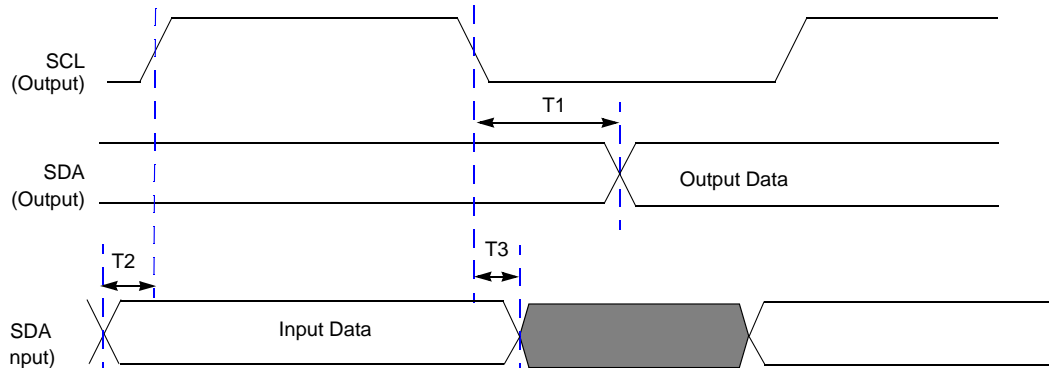 SCL
(Output)
T1
SDA
(Output)
Output Data
T2
T3
SDA
nput)
Input Data